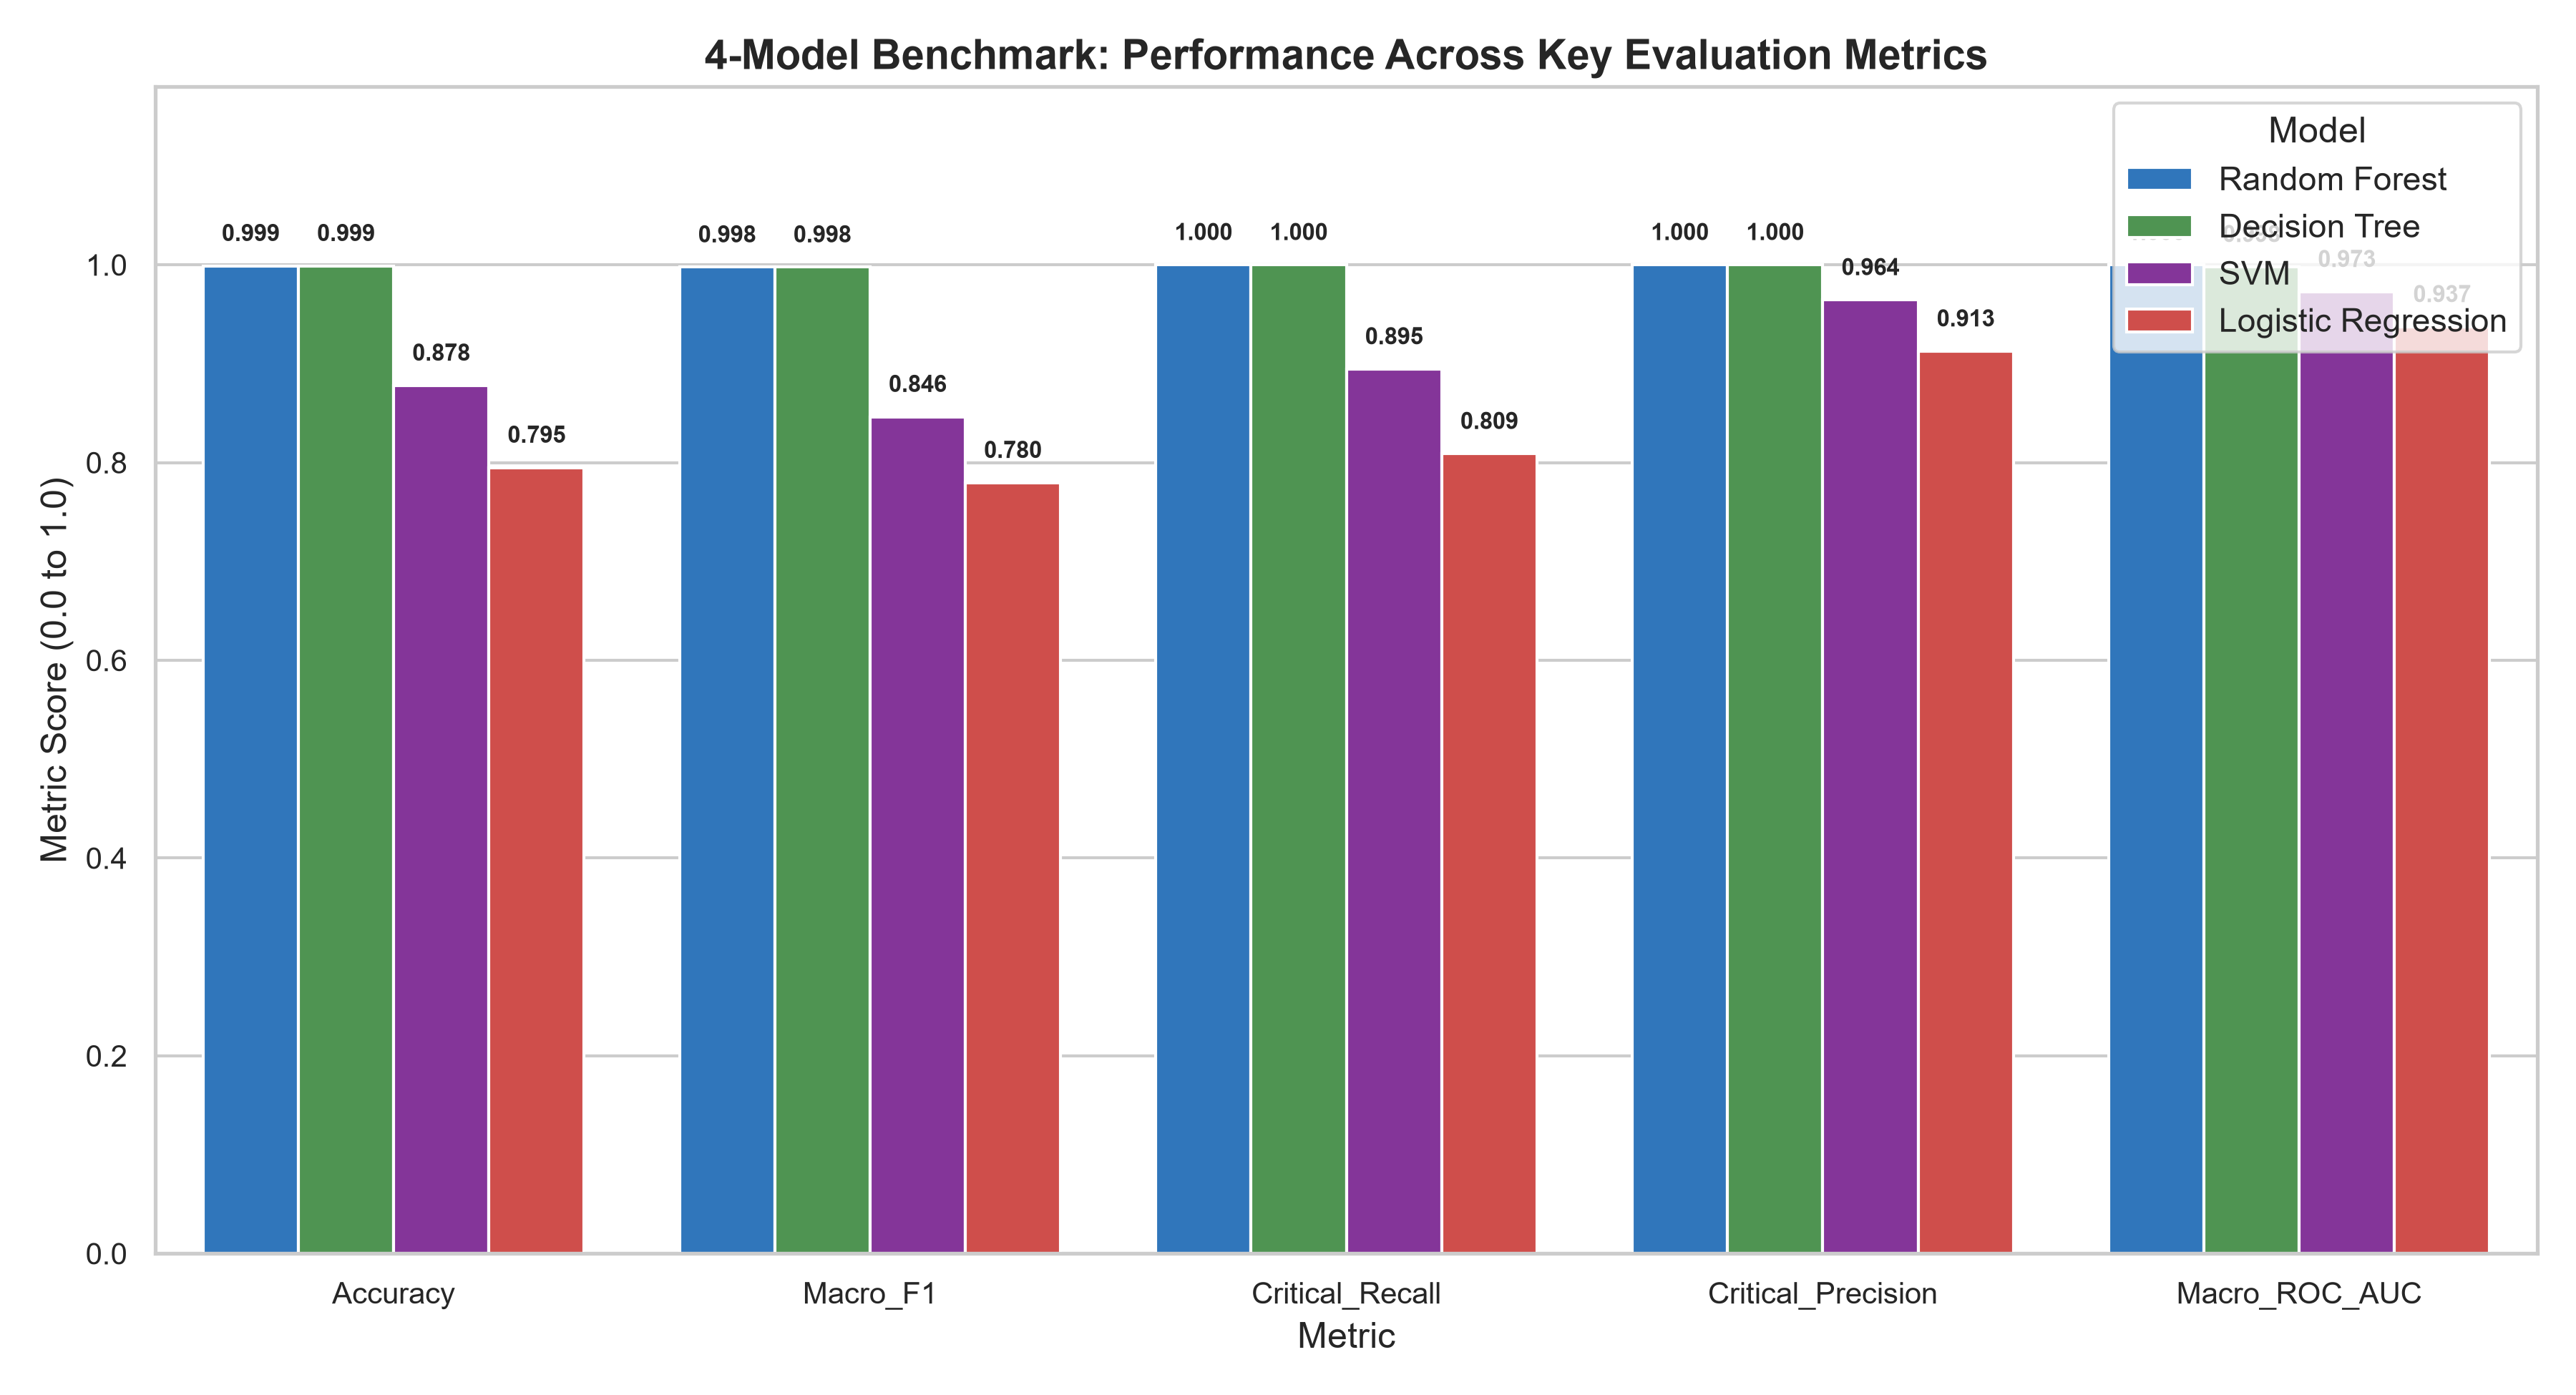 4-Model Benchmark: Performance Across Key Evaluation Metrics
Model
Random Forest
Decision Tree
SVM
Logistic Regression
0.999
0.999
0.878
0.795
0.998
0.998
0.846
0.780
1.000
1.000
0.895
0.809
1.000
1.000
0.964
0.913
0.973
0.937
Metric Score (0.0 to 1.0)
1.0
0.8
0.6
0.4
0.2
0.0
Accuracy
Macro_F1
Critical_Recall
Critical_Precision
Macro_ROC_AUC
Metric